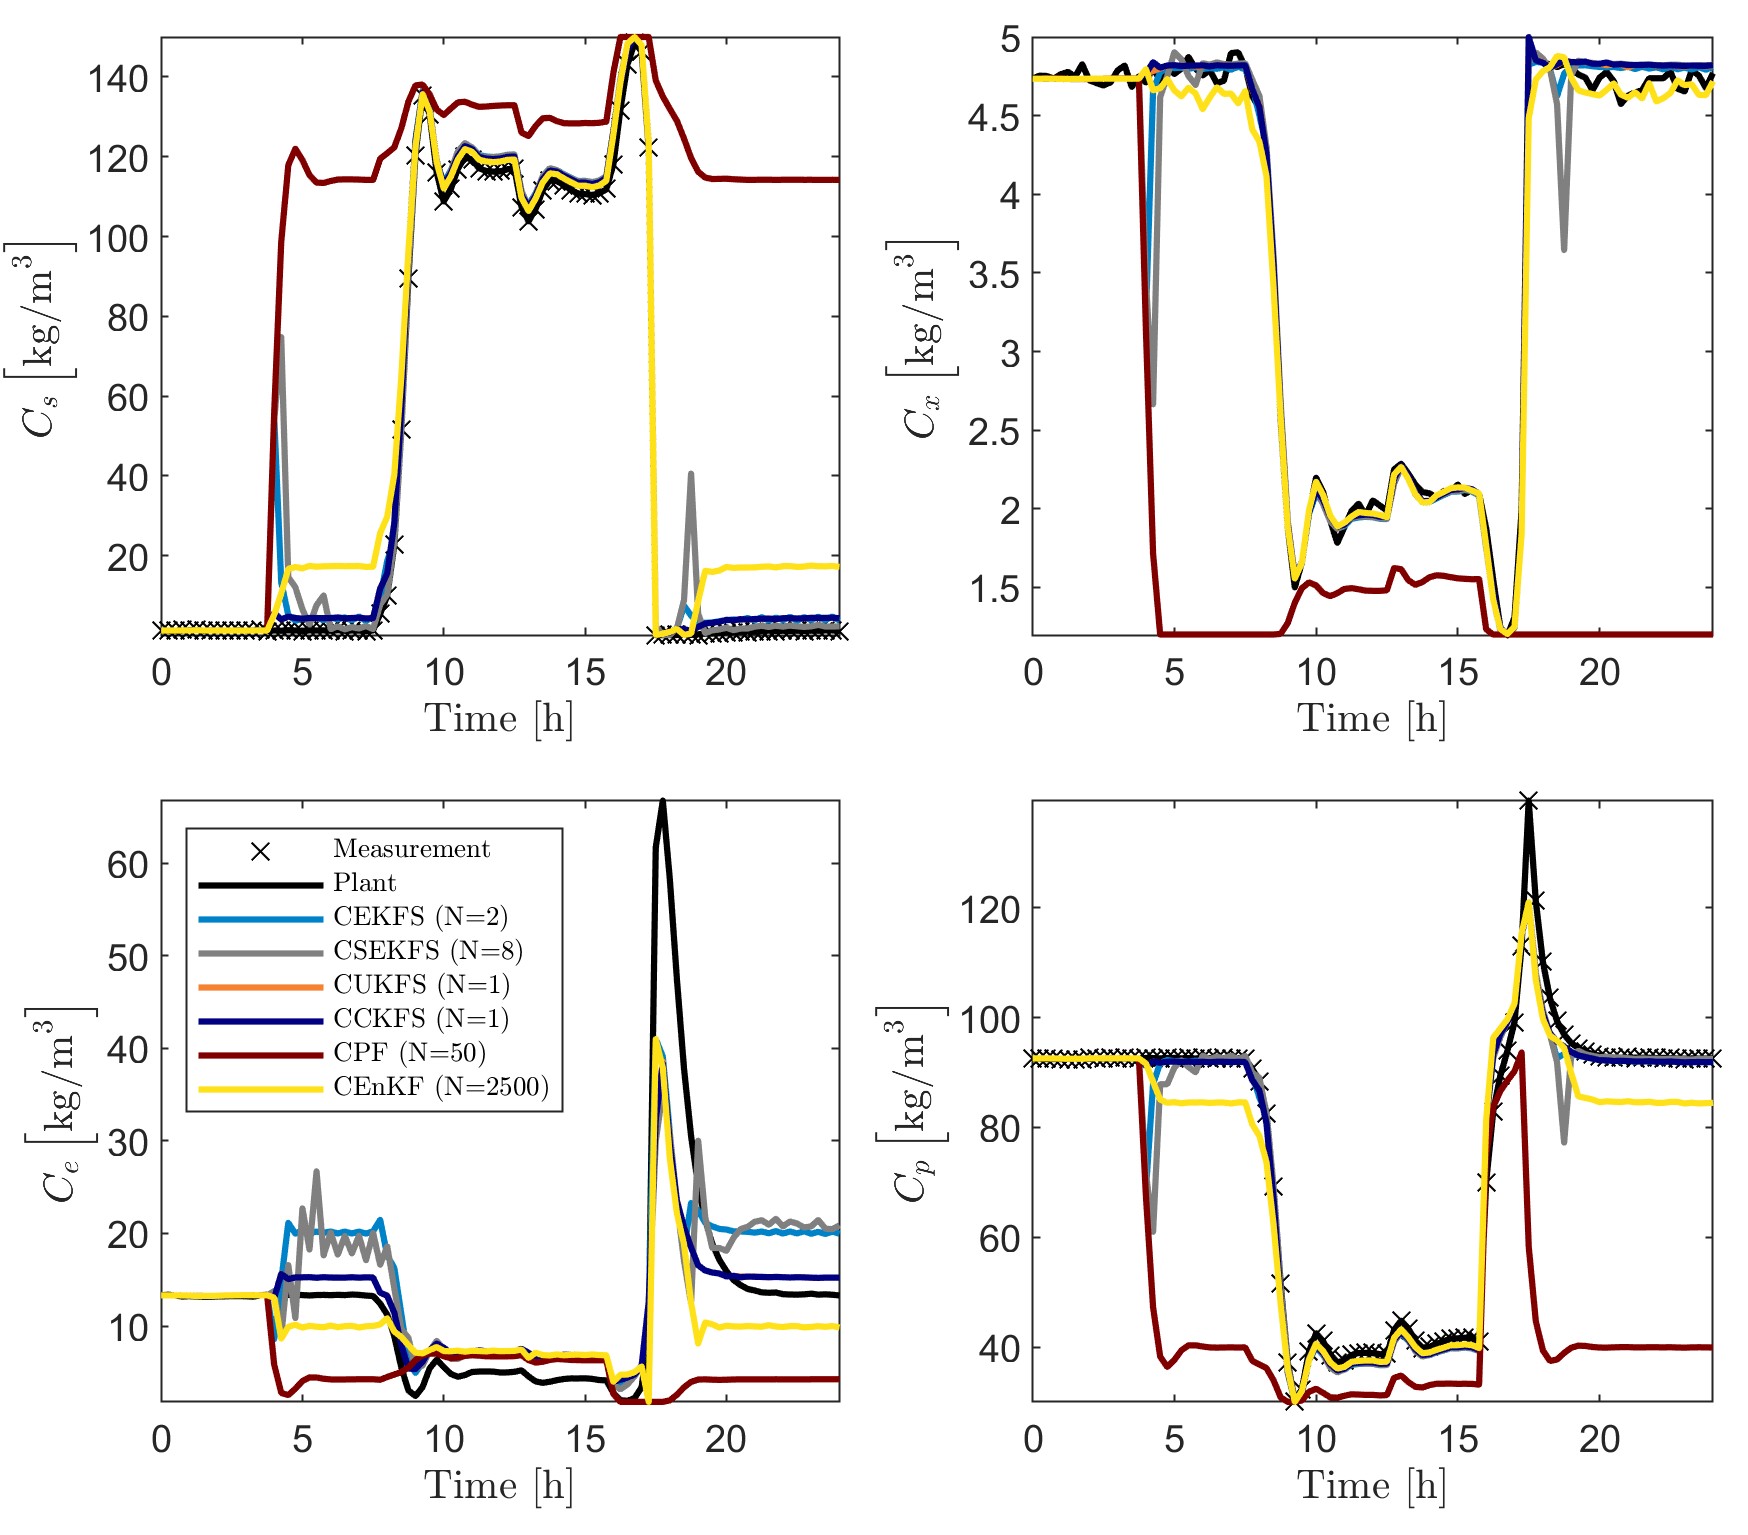 140
120
100
80
60
40
20
0
5
10
15
20
C_s [kg/m^3]
Time [h]
5
4.5
4
3.5
3
2.5
2
1.5
0
5
10
15
20
C_x [kg/m^3]
Time [h]
60
50
40
30
20
10
0
5
10
15
20
C_e [kg/m^3]
Time [h]
Measurement
Plant
CEKFS (N=2)
CSEKFS (N=8)
CUKFS (N=1)
CCKFS (N=1)
CPF (N=50)
CEnKF (N=2500)
120
100
80
60
40
0
5
10
15
20
C_p [kg/m^3]
Time [h]